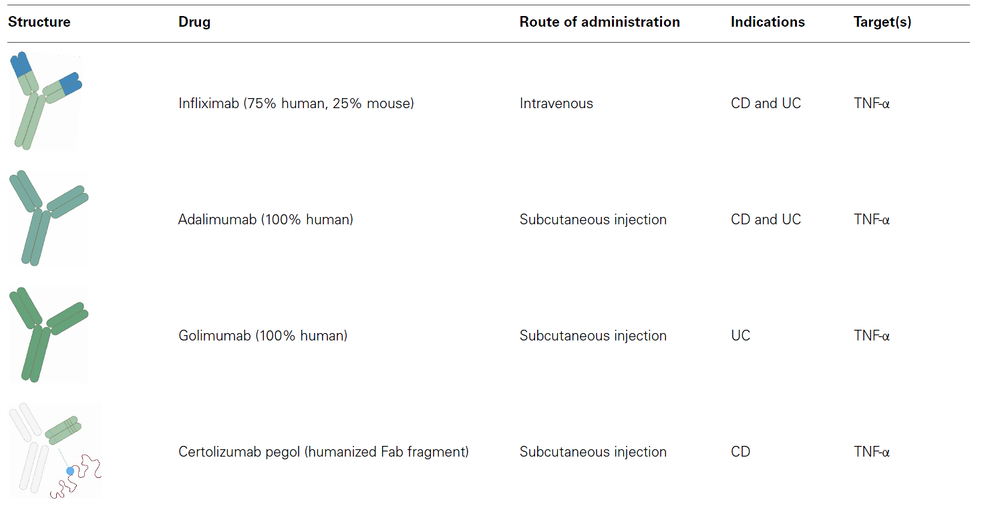 Structure Drug Route of administration Indications Target(s)
Infliximab (75% human, 25% mouse) Intravenous CD and UC TNF-α
Adalimumab (100% human) Subcutaneous injection CD and UC TNF-α
Golimumab (100% human) Subcutaneous injection UC TNF-α
Certolizumab pegol (humanized Fab fragment) Subcutaneous injection CD TNF-α